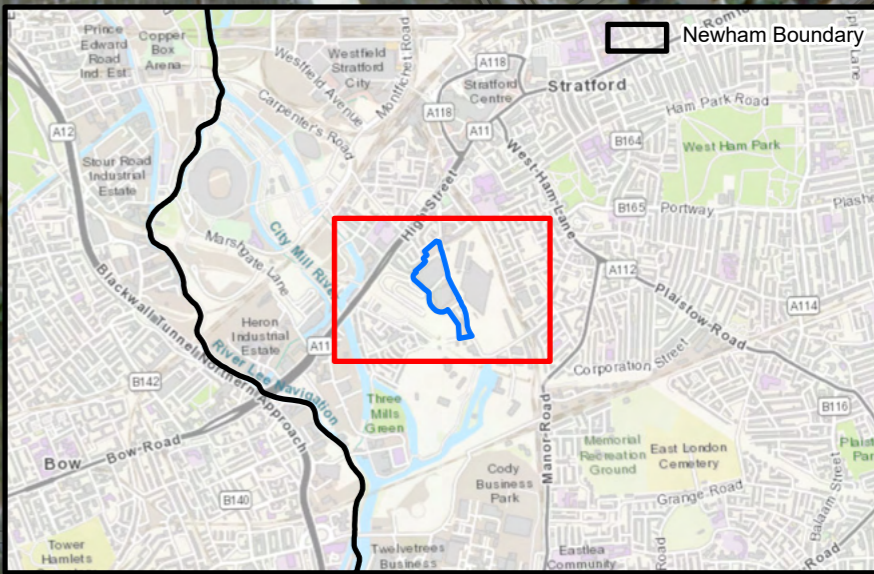 Newham Boundary
Prince
Edward
Road
Ind. Est.
Copper
Box
Arena
Westfield Avenue
Westfield
Stratford
City
Montfichet Road
A118
Stratford
Centre
Stratford
A118
A11
Carpenter's Road
Ham Park Road
B164
West Ham Park
A12
Stour Road
Industrial
Estate
High Street
West-Ham-Lane
B165
Portway
City Mill River
Marshgate Lane
A112
Plaistow-Road
A114
Blackwall-Tunnel-Northern-Approach
Heron
Industrial
Estate
A11
River Lee Navigation
B142
Corporation Street
Three
Mills
Green
Manor-Road
B116
Bow
Bow-Road
Memorial
Recreation
Ground
East London
Cemetery
Cody
Business
Park
B140
Grange-Road
Balaam Street
Tower
Hamlets
Twelvetrees
Business
Eastlea
Community
Road